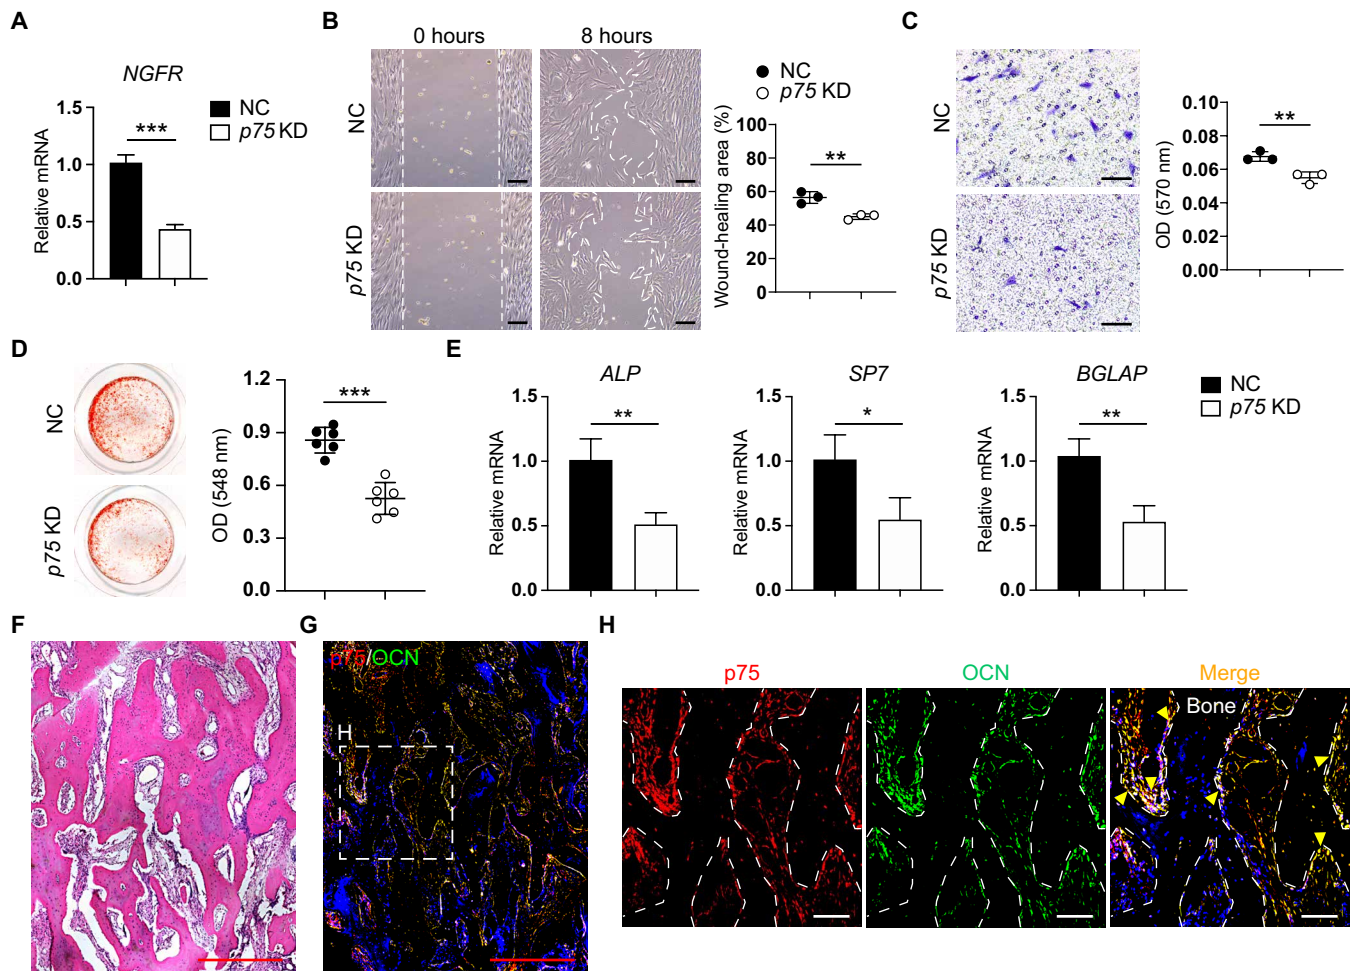 A
NGFR
Relative mRNA
1.5
1.0
0.5
0.0
***
NC
p75 KD
B
0 hours
8 hours
NC
p75 KD
NC
p75 KD
Wound-healing area (%)
100
80
60
40
20
0
**
C
NC
p75 KD
OD (570 nm)
0.10
0.08
0.06
0.04
0.02
0.00
**
D
NC
p75 KD
OD (548 nm)
1.2
0.9
0.6
0.3
0.0
***
E
ALP
Relative mRNA
1.5
1.0
0.5
0.0
**
SP7
Relative mRNA
1.5
1.0
0.5
0.0
*
BGLAP
Relative mRNA
1.5
1.0
0.5
0.0
**
NC
p75 KD
F
G
p75/OCN
H
H
p75
OCN
Merge
Bone